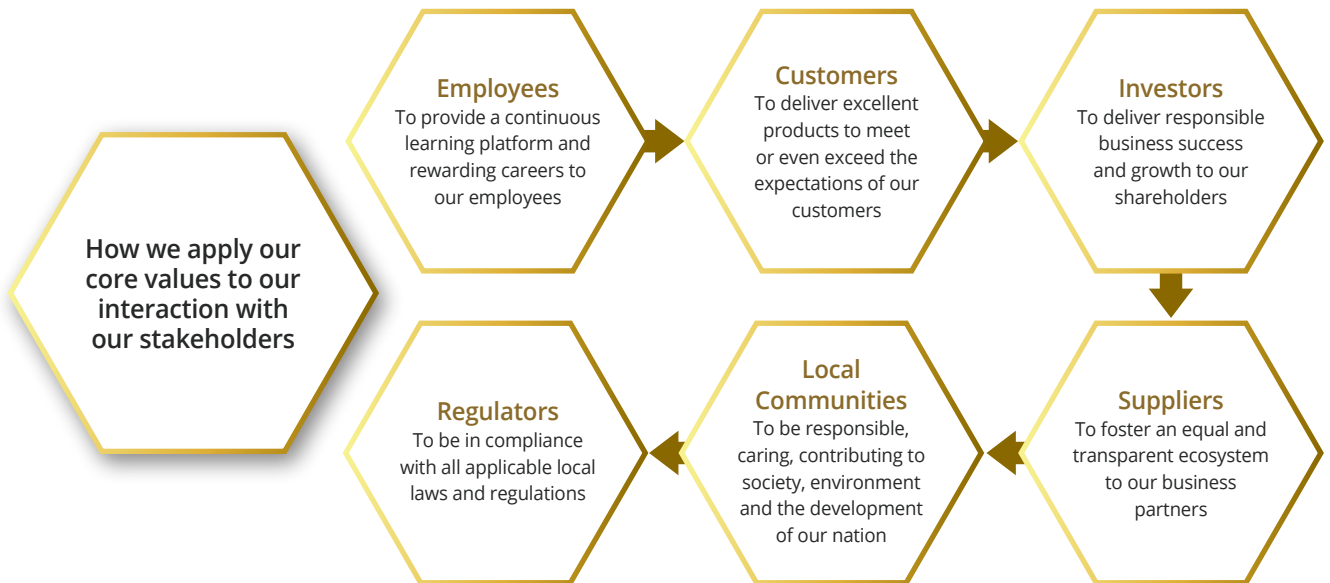 How we apply our
core values to our
interaction with
our stakeholders
Employees
To provide a continuous
learning platform and
rewarding careers to
our employees
Customers
To deliver excellent
products to meet
or even exceed the
expectations of our
customers
Investors
To deliver responsible
business success
and growth to our
shareholders
Suppliers
To foster an equal and
transparent ecosystem
to our business
partners
Local
Communities
To be responsible,
caring, contributing to
society, environment
and the development
of our nation
Regulators
To be in compliance
with all applicable local
laws and regulations